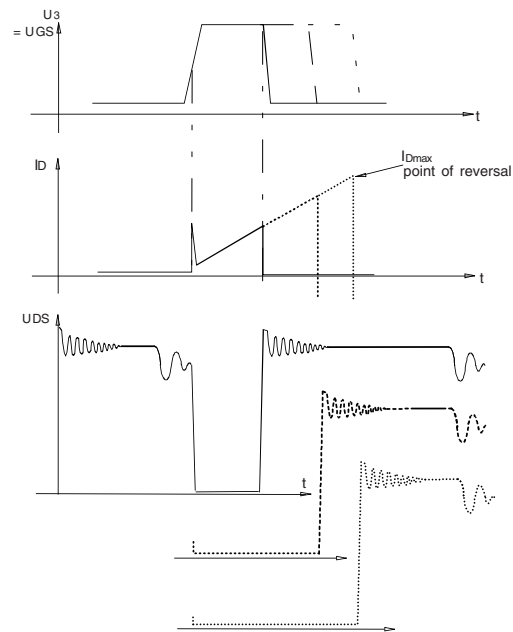 U3
= UGS
t
ID
IDmax
point of reversal
t
UDS
t